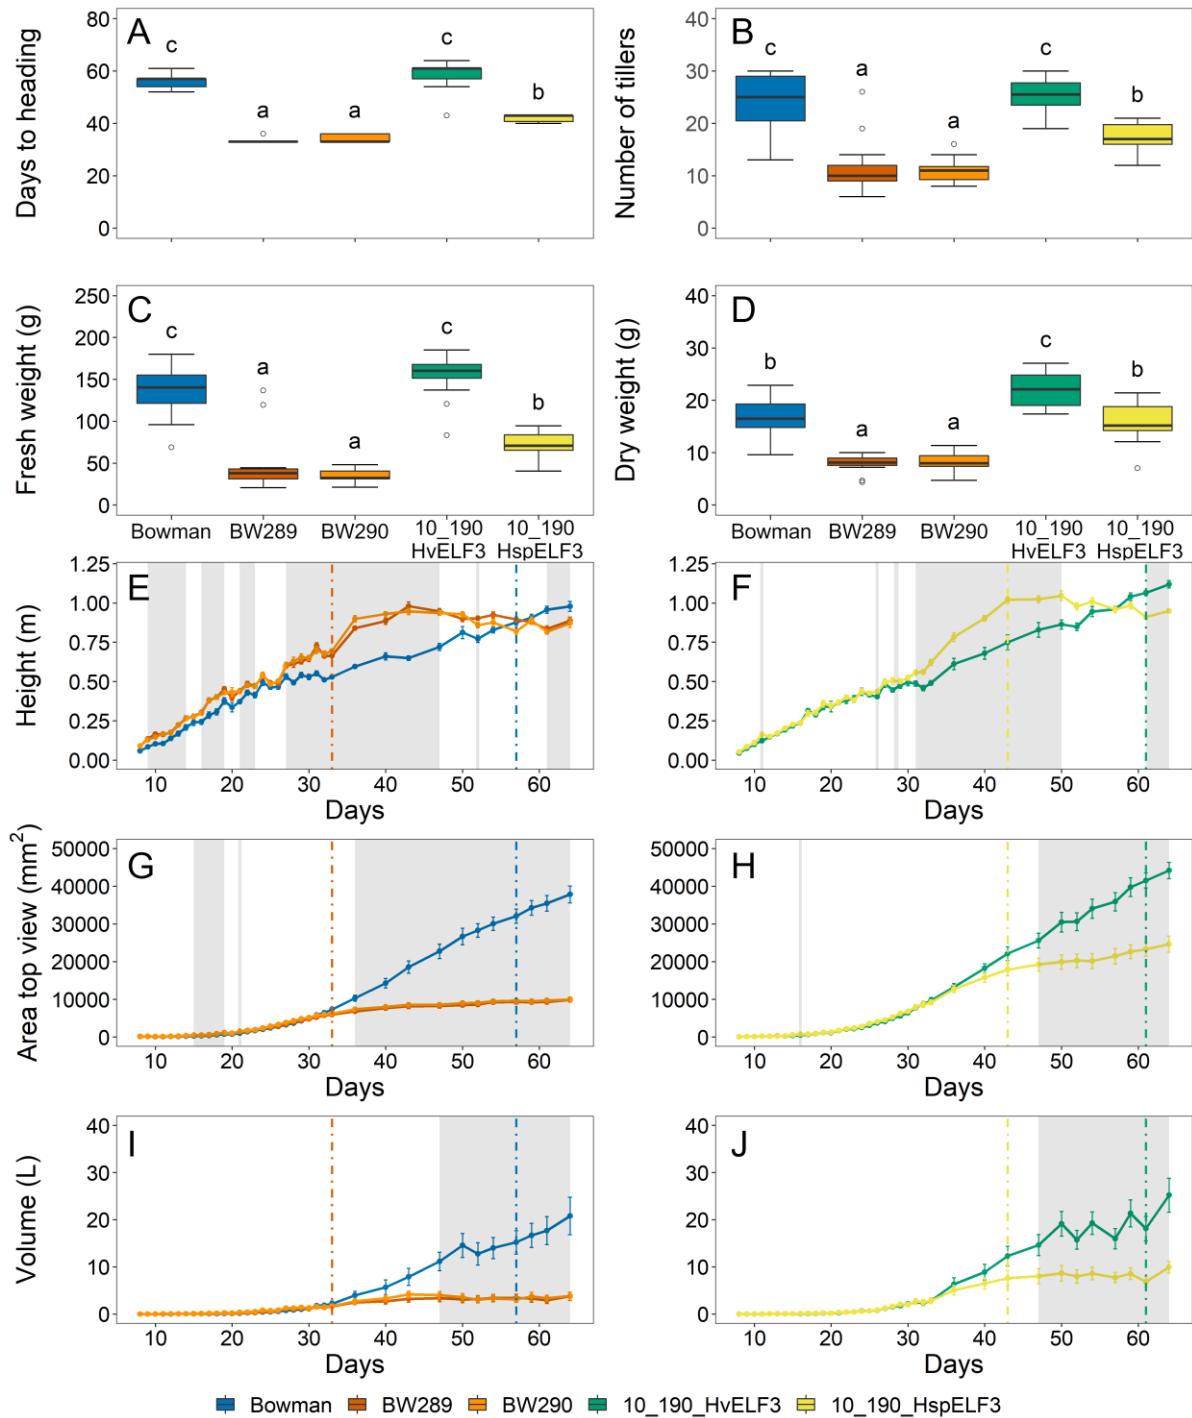 A
Days to heading
80
60
40
20
0
c
a
a
c
b
B
Number of tillers
40
30
20
10
0
c
a
a
c
b
C
Fresh weight (g)
250
200
150
100
50
0
c
a
a
c
b
Bowman
BW289
BW290
10_190
HvELF3
10_190
HspELF3
D
Dry weight (g)
40
30
20
10
0
b
a
a
c
b
Bowman
BW289
BW290
10_190
HvELF3
10_190
HspELF3
E
Height (m)
1.25
1.00
0.75
0.50
0.25
0.00
10 20 30 40 50 60
Days
F
1.25
1.00
0.75
0.50
0.25
0.00
10 20 30 40 50 60
Days
G
Area top view (mm²)
50000
40000
30000
20000
10000
0
10 20 30 40 50 60
Days
H
50000
40000
30000
20000
10000
0
10 20 30 40 50 60
Days
I
Volume (L)
40
30
20
10
0
10 20 30 40 50 60
Days
J
40
30
20
10
0
10 20 30 40 50 60
Days
Bowman BW289 BW290 10_190_HvELF3 10_190_HspELF3